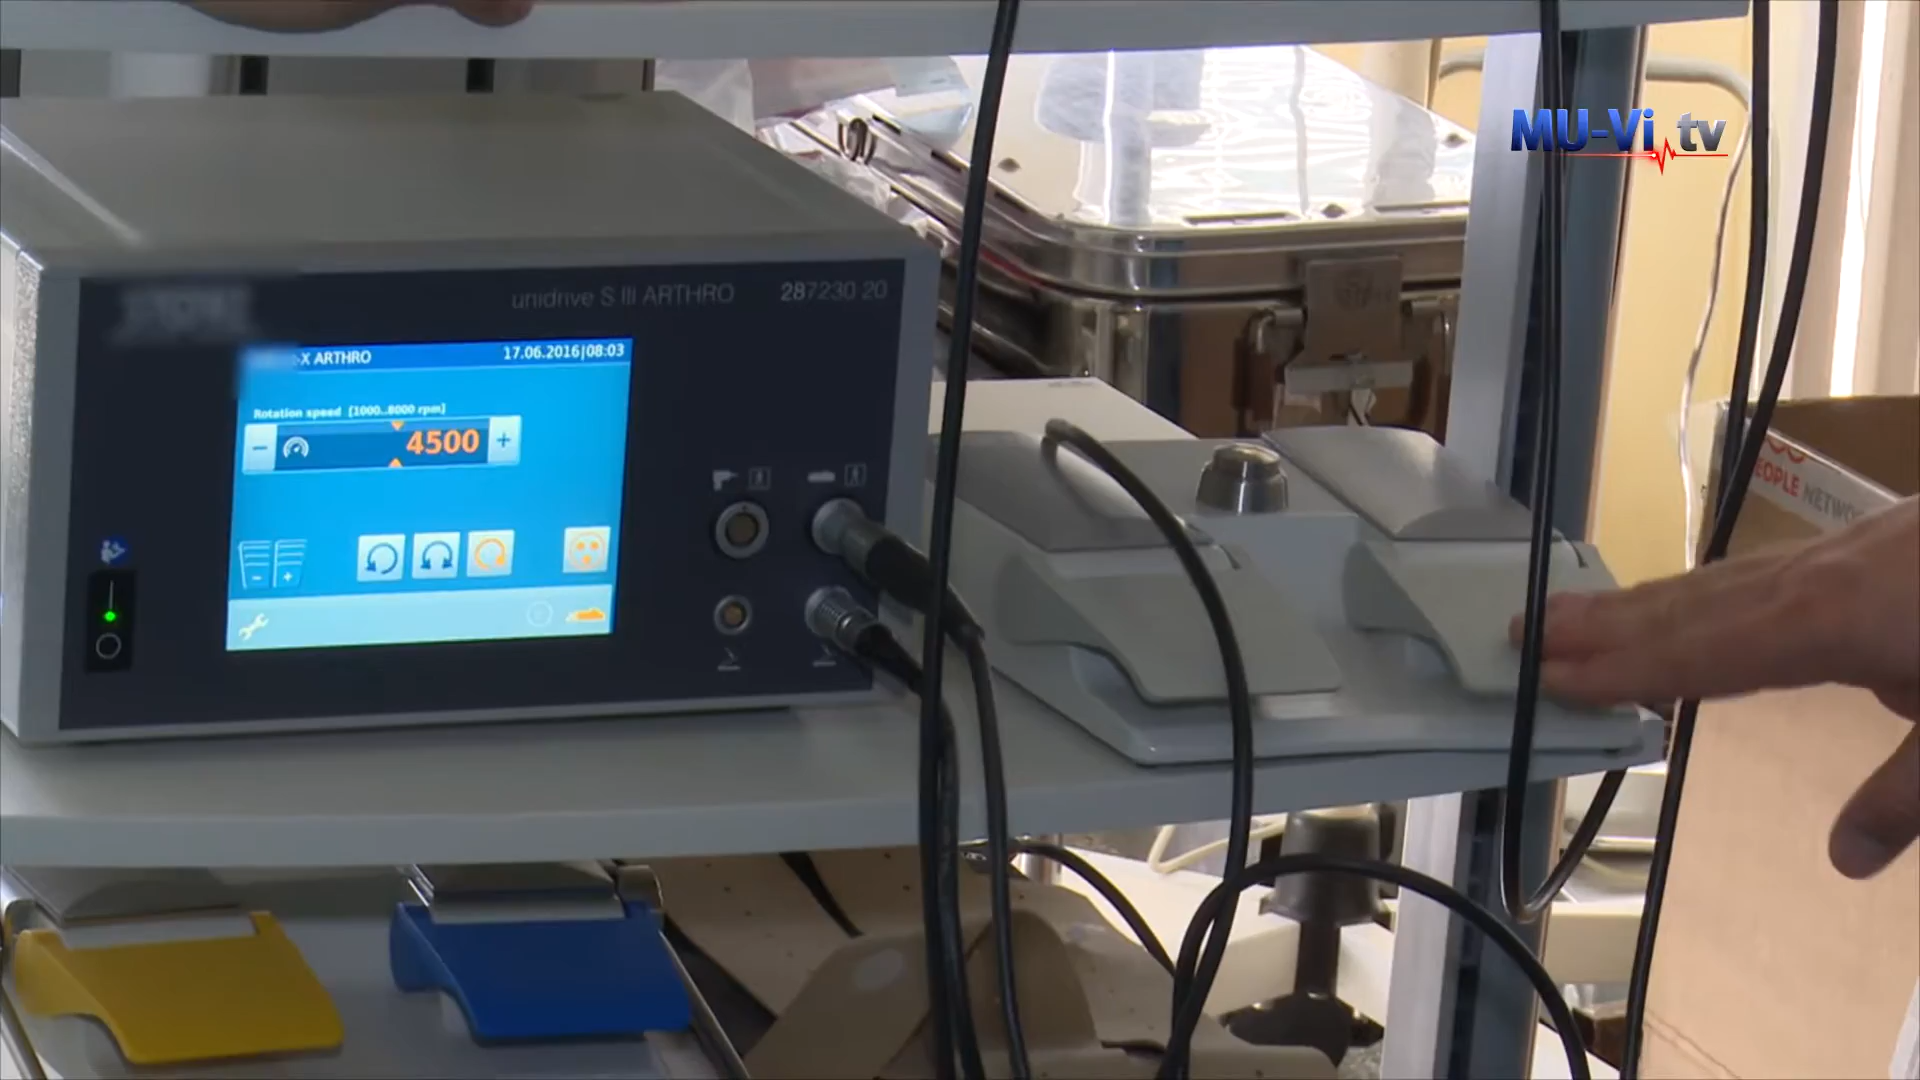 MU-Vi.tv
unidrive S III ARTHRO 287230 20
-X ARTHRO 17.06.2016|08:03
Rotation speed [1000..8000 rpm]
− 4500 +
- +
EOPLE NETWO